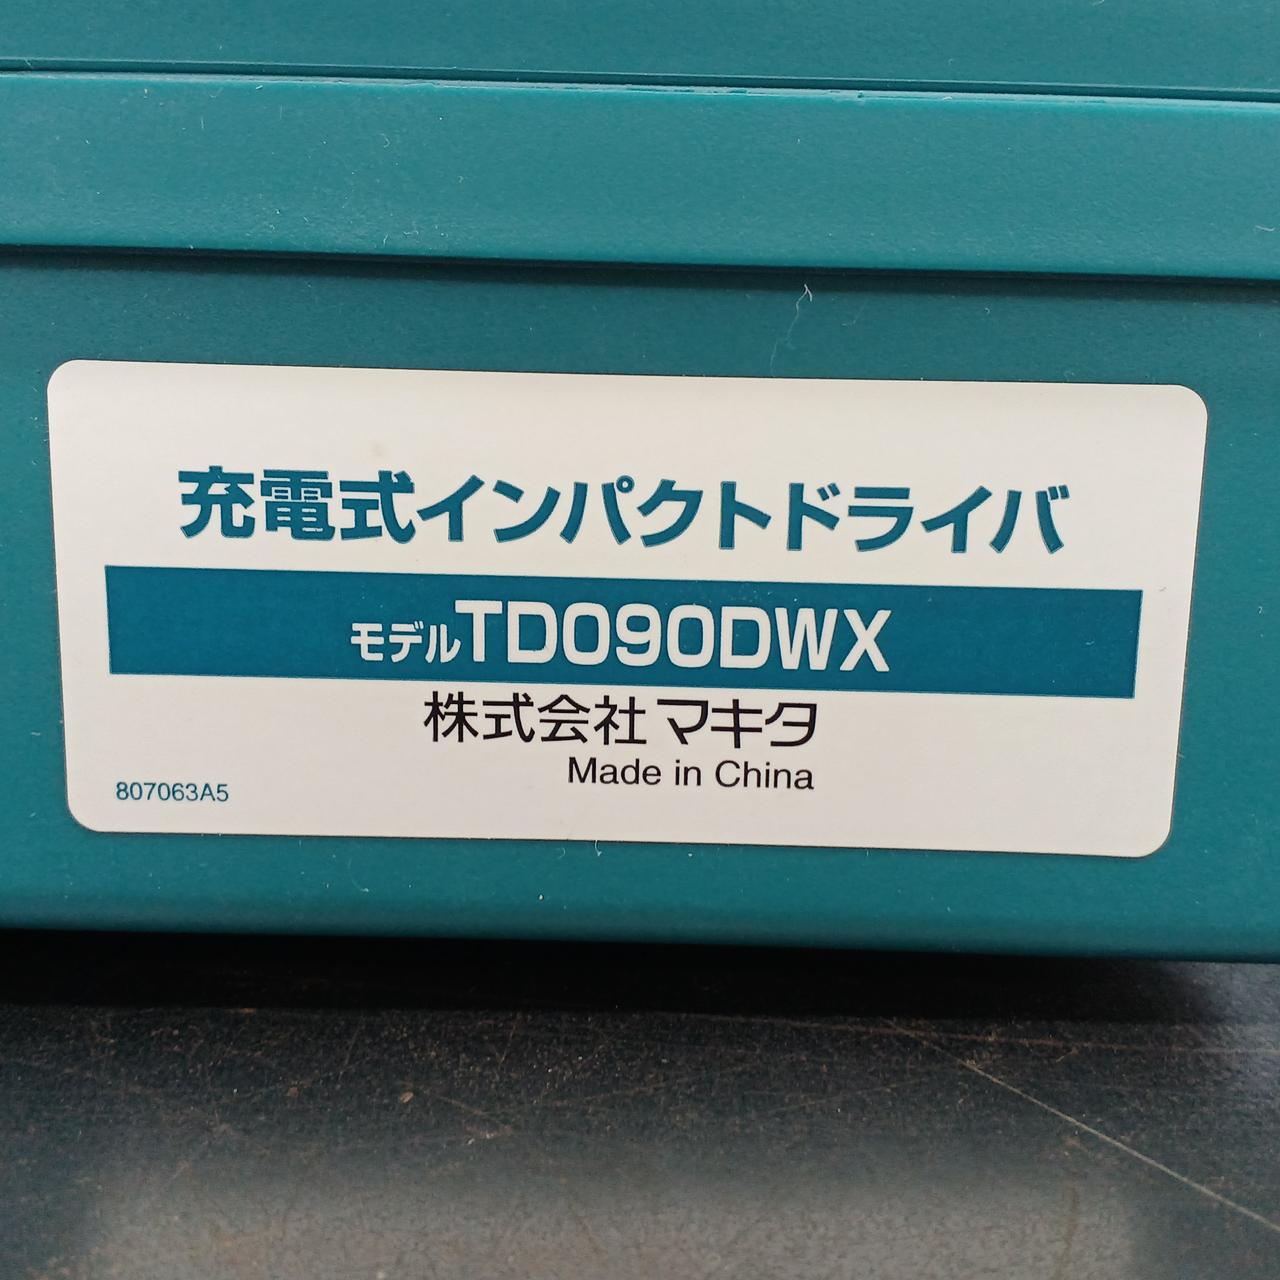 充電式インパクトドライバ
モデルTD090DWX
株式会社マキタ
Made in China
807063A5